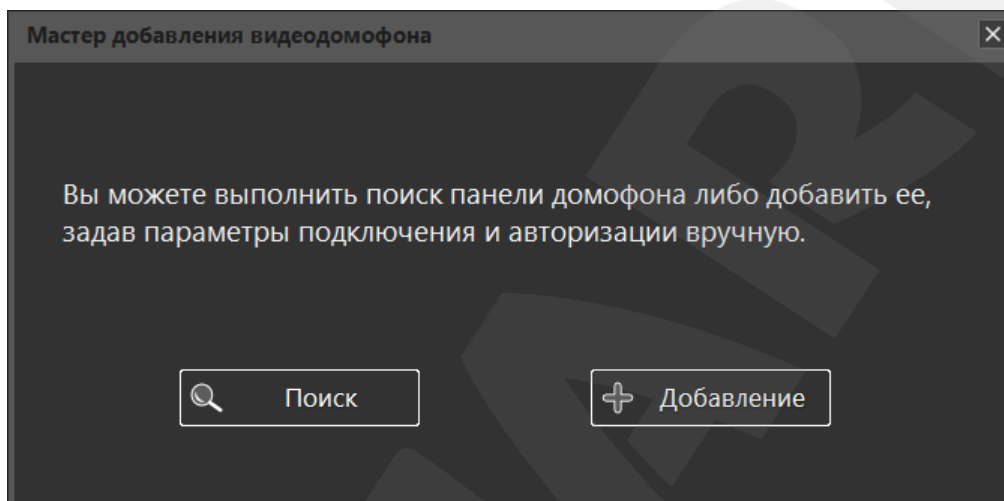 Мастер добавления видеодомофона
Вы можете выполнить поиск панели домофона либо добавить ее,
задав параметры подключения и авторизации вручную.
Поиск
Добавление